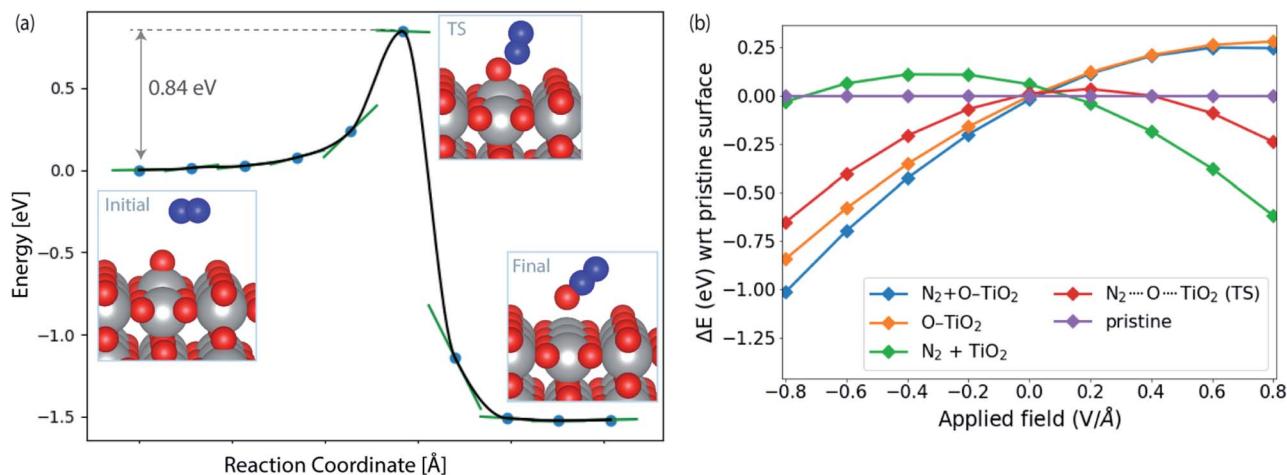 (a)
TS
0.84 eV
Initial
Final
Energy [eV]
0.5
0.0
−0.5
−1.0
−1.5
Reaction Coordinate [Å]
(b)
ΔE (eV) wrt pristine surface
0.25
0.00
−0.25
−0.50
−0.75
−1.00
−1.25
N₂+O–TiO₂
O–TiO₂
N₂ + TiO₂
N₂····O····TiO₂ (TS)
pristine
−0.8 −0.6 −0.4 −0.2 0.0 0.2 0.4 0.6 0.8
Applied field (V/Å)